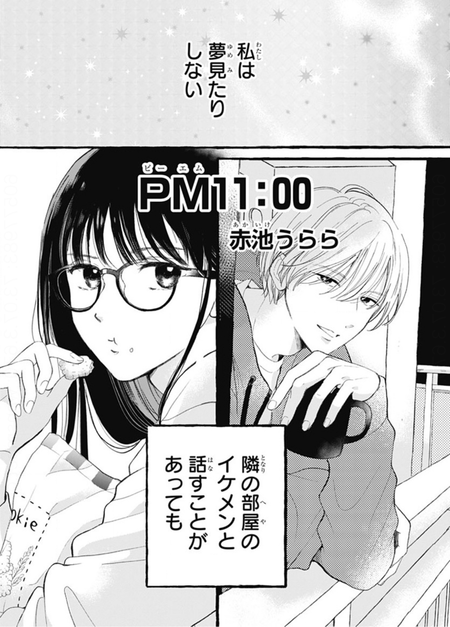 私は
夢見たり
しない
PM11:00
赤池うらら
隣の部屋の
イケメンと
話すことが
あっても
okie